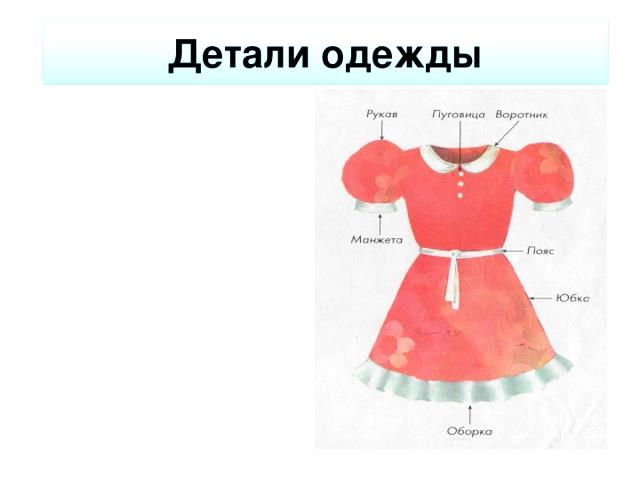 Детали одежды
Рукав Пуговица Воротник
Манжета
Пояс
Юбка
Оборка